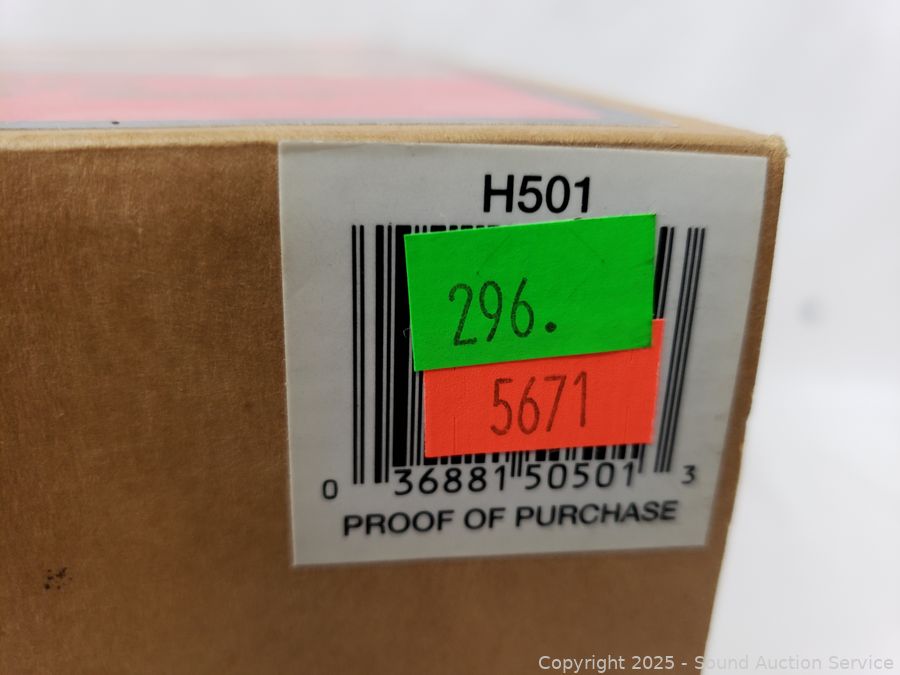 H501
296.
5671
0 36881 50501 3
PROOF OF PURCHASE
Copyright 2025 - Sound Auction Service